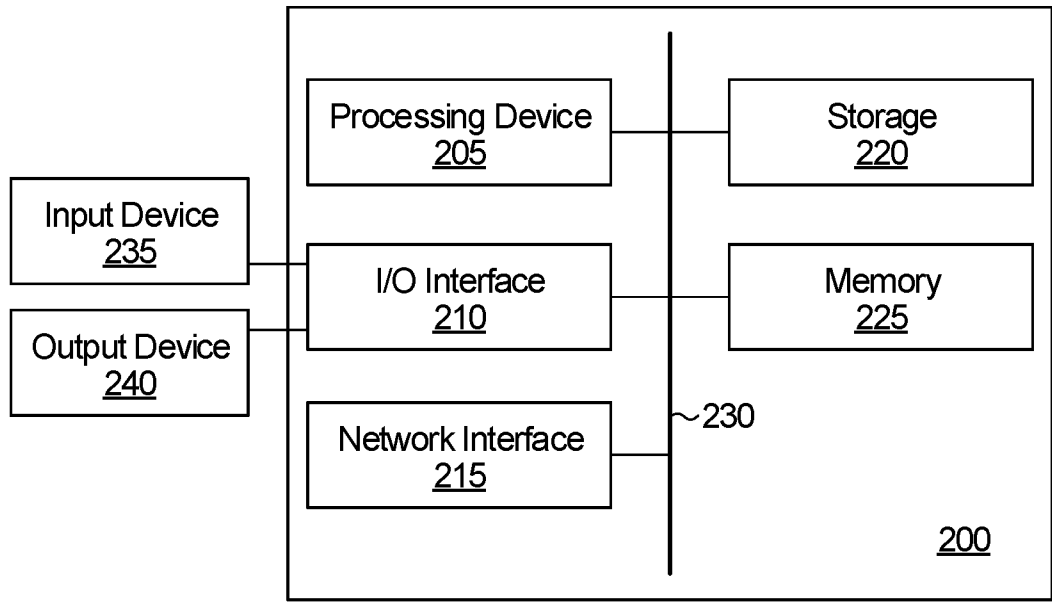 Processing Device
205
Storage
220
Input Device
235
I/O Interface
210
Memory
225
Output Device
240
Network Interface
215
230
200